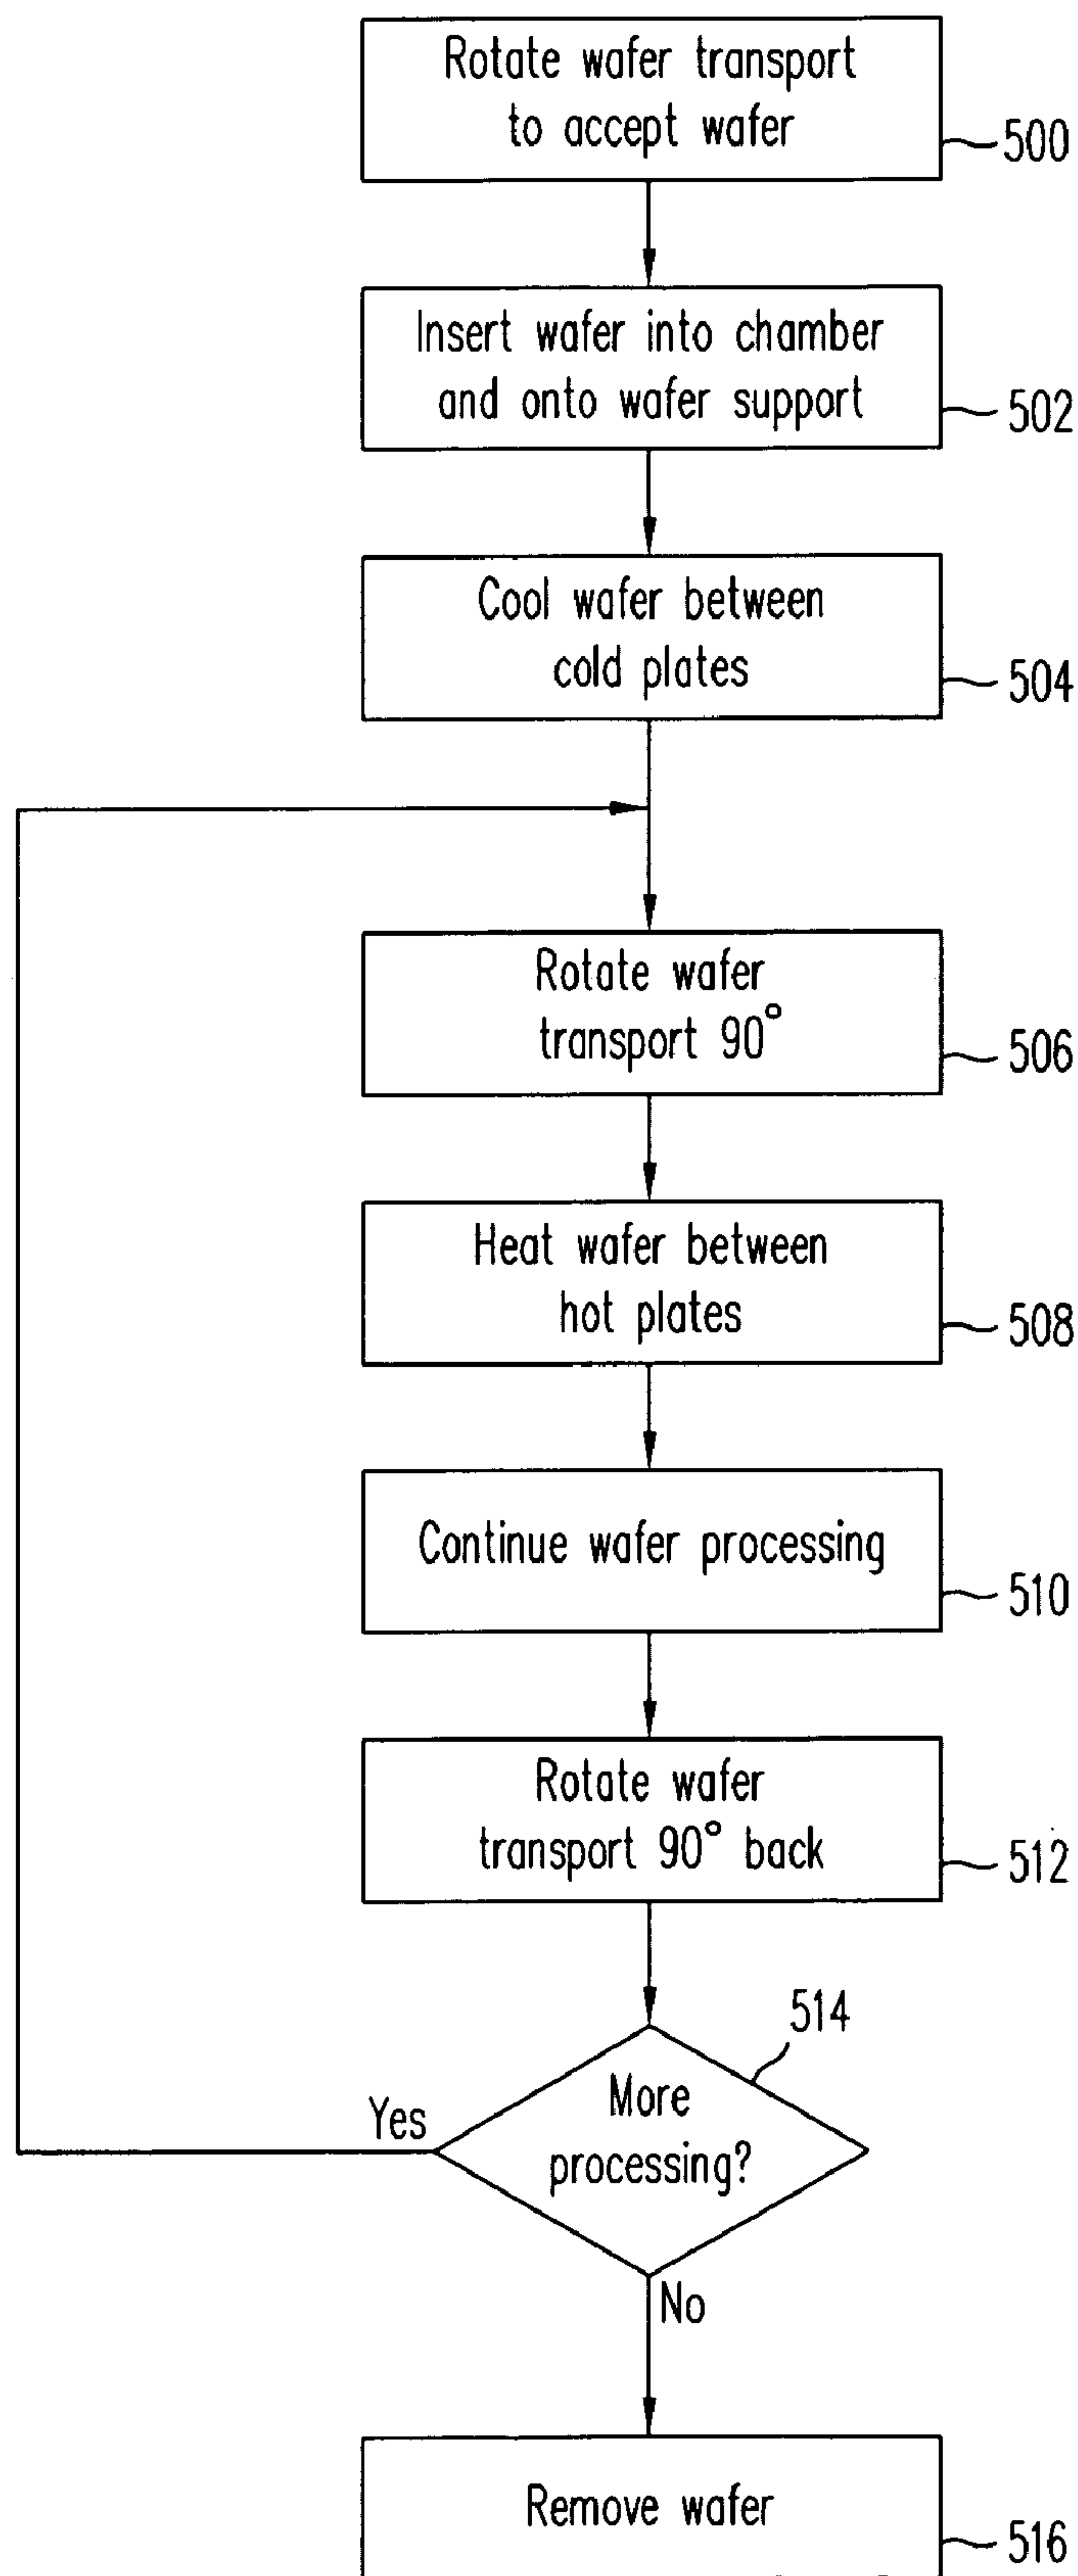 Rotate wafer transport
to accept wafer
500
Insert wafer into chamber
and onto wafer support
502
Cool wafer between
cold plates
504
Rotate wafer
transport 90°
506
Heat wafer between
hot plates
508
Continue wafer processing
510
Rotate wafer
transport 90° back
512
514
More
processing?
Yes
No
Remove wafer
516